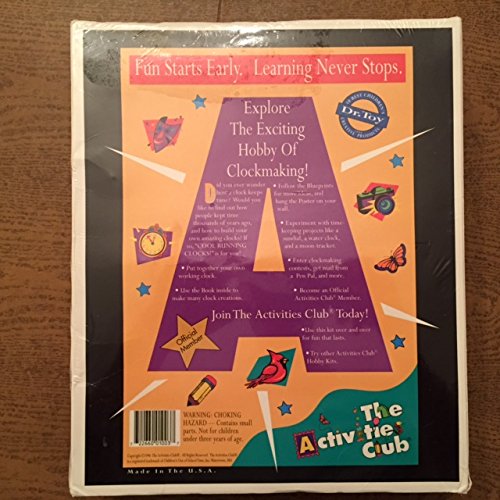 Fun Starts Early. Learning Never Stops.
Explore
The Exciting
Hobby Of
Clockmaking!
10 BEST CHILDREN'S
Dr. Toy
CREATIVE PRODUCTS
Did you ever wonder
how a clock keeps
time? Would you
like to find out how
people kept time
thousands of years ago,
and how to build your
own amazing clocks? If
so, "COOL RUNNING
CLOCKS!" is for you!
• Put together your own
working clock.
• Use the Book inside to
make many clock creations.
• Follow the Blueprints
for more ideas, and
hang the Poster on your
wall.
• Experiment with time
keeping projects like a
sundial, a water clock,
and a moon tracker.
• Enter clockmaking
contests, get mail from
a Pen Pal, and more.
• Become an Official
Activities Club® Member.
Join The Activities Club® Today!
• Use this kit over and over
for fun that lasts.
• Try other Activities Club®
Hobby Kits.
Official
Member
WARNING: CHOKING
HAZARD — Contains small
parts. Not for children
under three years of age.
The
Activities
Club
Made In The U.S.A.